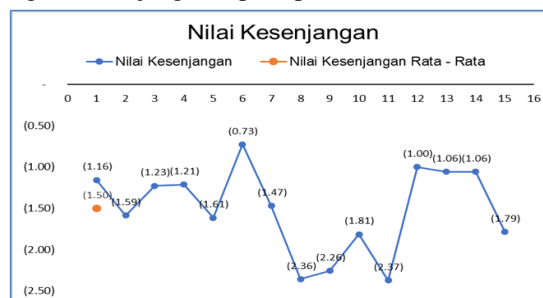 Nilai Kesenjangan
Nilai Kesenjangan Nilai Kesenjangan Rata - Rata
-
0 1 2 3 4 5 6 7 8 9 10 11 12 13 14 15 16
(0.50)
(0.73)
(1.00)
(1.00) (1.06) (1.06)
(1.16) (1.23) (1.21)
(1.50) (1.47)
(1.50) (1.59) (1.61)
(1.81) (1.79)
(2.00)
(2.36) (2.26) (2.37)
(2.50)